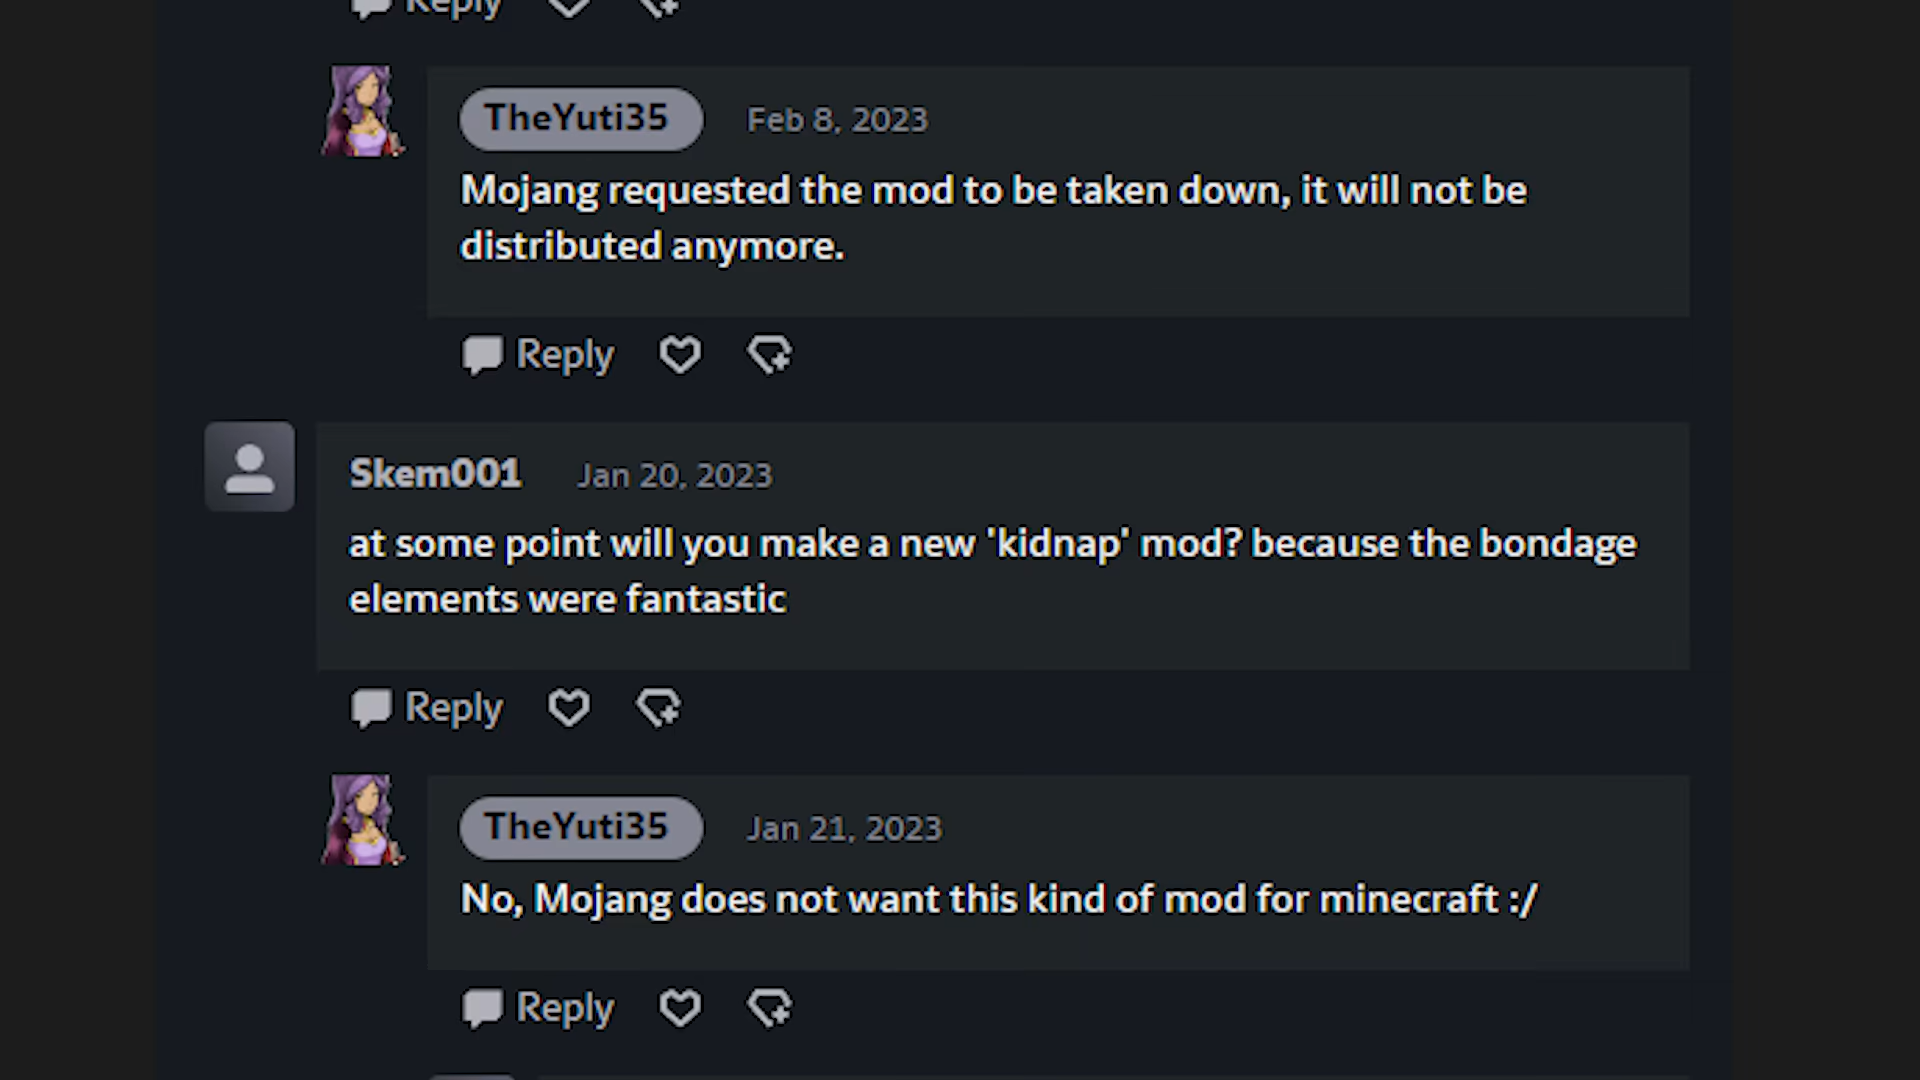 Reply
TheYuti35 Feb 8, 2023
Mojang requested the mod to be taken down, it will not be
distributed anymore.
Reply
Skem001 Jan 20, 2023
at some point will you make a new 'kidnap' mod? because the bondage
elements were fantastic
Reply
TheYuti35 Jan 21, 2023
No, Mojang does not want this kind of mod for minecraft :/
Reply